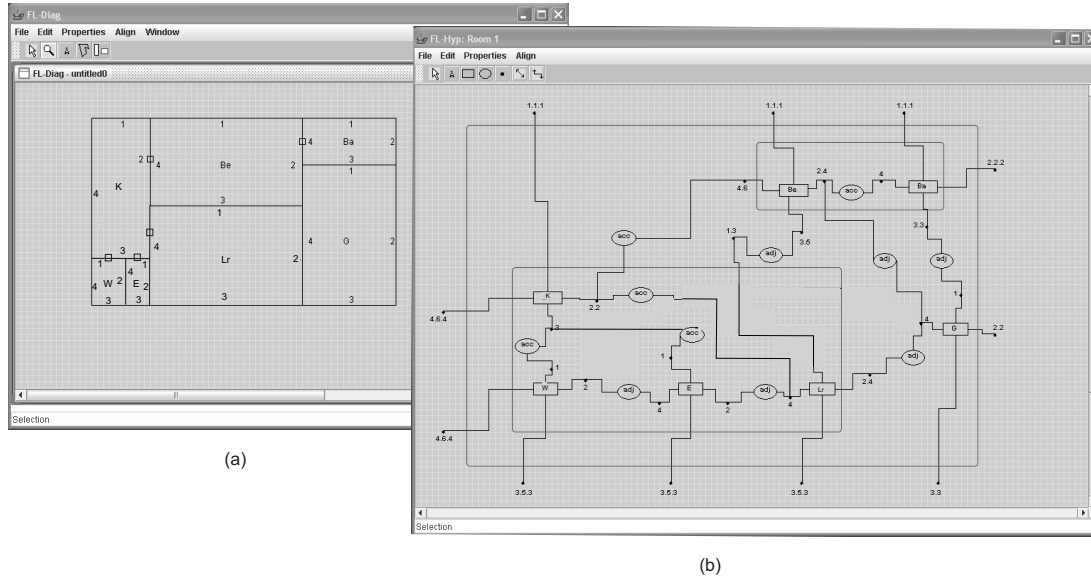 FL-Diag
File Edit Properties Align Window
A
FL-Diag - untitled0
1 1 1
4 Ba 2
2 4 Be 2 3
K 1
4 3
1
4 G 2
4
3 Lr 2
1 4 1
4 W 2 E 2
3 3 3 3
Selection
(a)
FL-Hyp: Room 1
File Edit Properties Align
A
1.1.1 1.1.1 1.1.1
2.4 4 2.2.2
4.6 Be acc Ba
3.3
acc 1.3 3.5
adj adj adj
_K acc 1
2.2
4.6.4 3 4 G 2.2
acc acc
1 1 adj
2 2.4
W adj E adj Lr
4 2 4
4.6.4
3.5.3 3.5.3 3.5.3 3.3
Selection
(b)